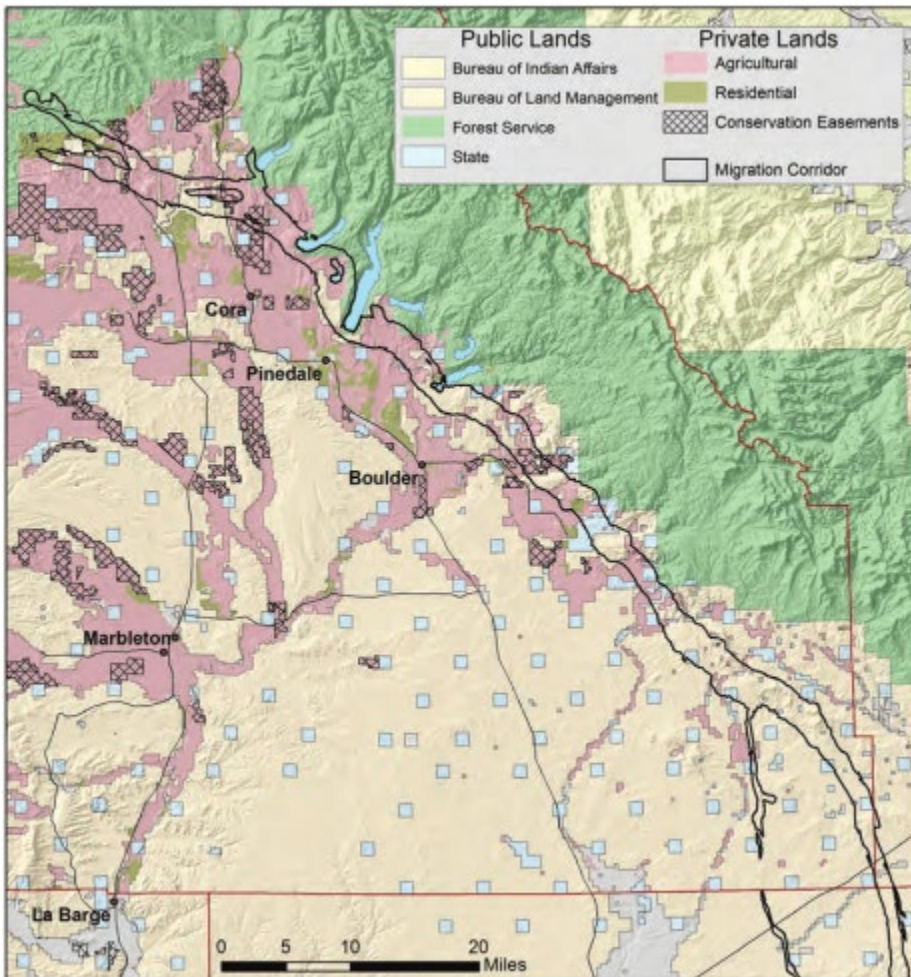 Public Lands
Bureau of Indian Affairs
Bureau of Land Management
Forest Service
State
Private Lands
Agricultural
Residential
Conservation Easements
Migration Corridor
Cora
Pinedale
Boulder
Marbleton
La Barge
0 5 10 20
Miles